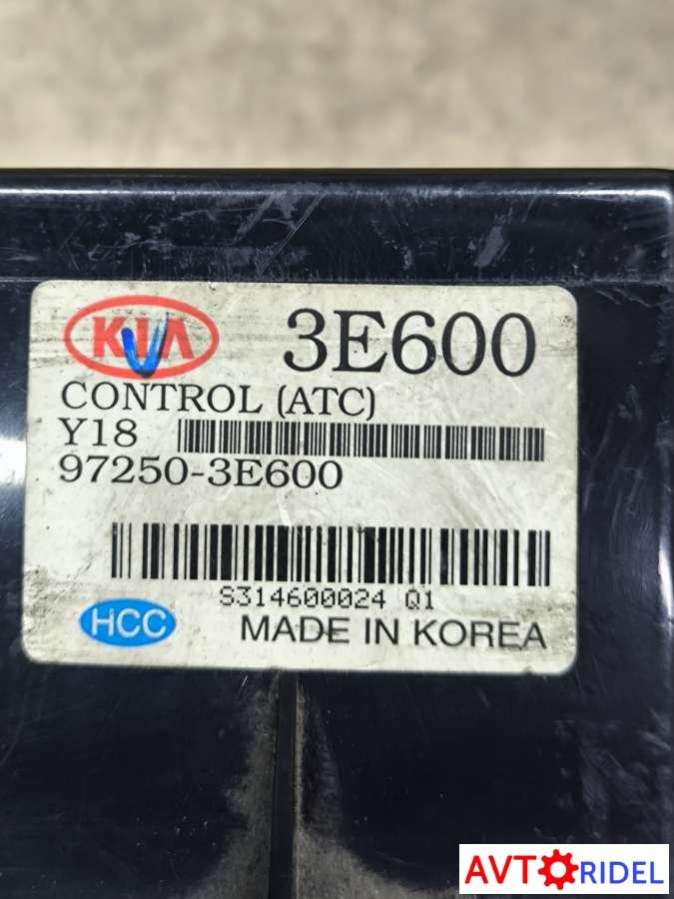 KIA 3E600
CONTROL (ATC)
Y18
97250-3E600
S314600024 Q1
HCC MADE IN KOREA
AVTORIDEL